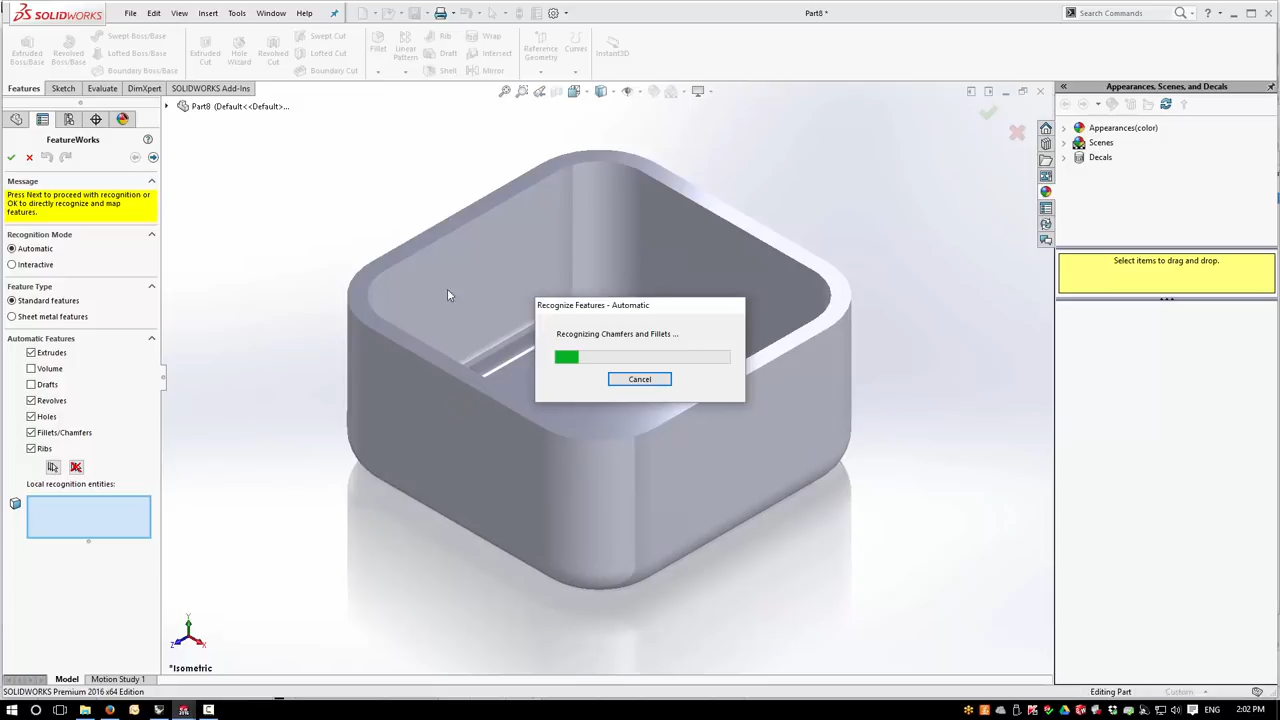 SOLIDWORKS
File Edit View Insert Tools Window Help
Part8 *
Search Commands
Extruded Boss/Base
Revolved Boss/Base
Swept Boss/Base
Lofted Boss/Base
Boundary Boss/Base
Extruded Cut
Hole Wizard
Revolved Cut
Swept Cut
Lofted Cut
Boundary Cut
Fillet
Linear Pattern
Rib
Draft
Shell
Wrap
Intersect
Mirror
Reference Geometry
Curves
Instant3D
Features Sketch Evaluate DimXpert SOLIDWORKS Add-Ins
Part8 (Default<<Default>...
FeatureWorks
Message
Press Next to proceed with recognition or
OK to directly recognize and map
features.
Recognition Mode
Automatic
Interactive
Feature Type
Standard features
Sheet metal features
Automatic Features
Extrudes
Volume
Drafts
Revolves
Holes
Fillets/Chamfers
Ribs
Local recognition entities:
Recognize Features - Automatic
Recognizing Chamfers and Fillets ...
Cancel
Appearances, Scenes, and Decals
Appearances(color)
Scenes
Decals
Select items to drag and drop.
Y
Z
X
*Isometric
Model Motion Study 1
SOLIDWORKS Premium 2016 x64 Edition
Editing Part
Custom
ENG
2:02 PM